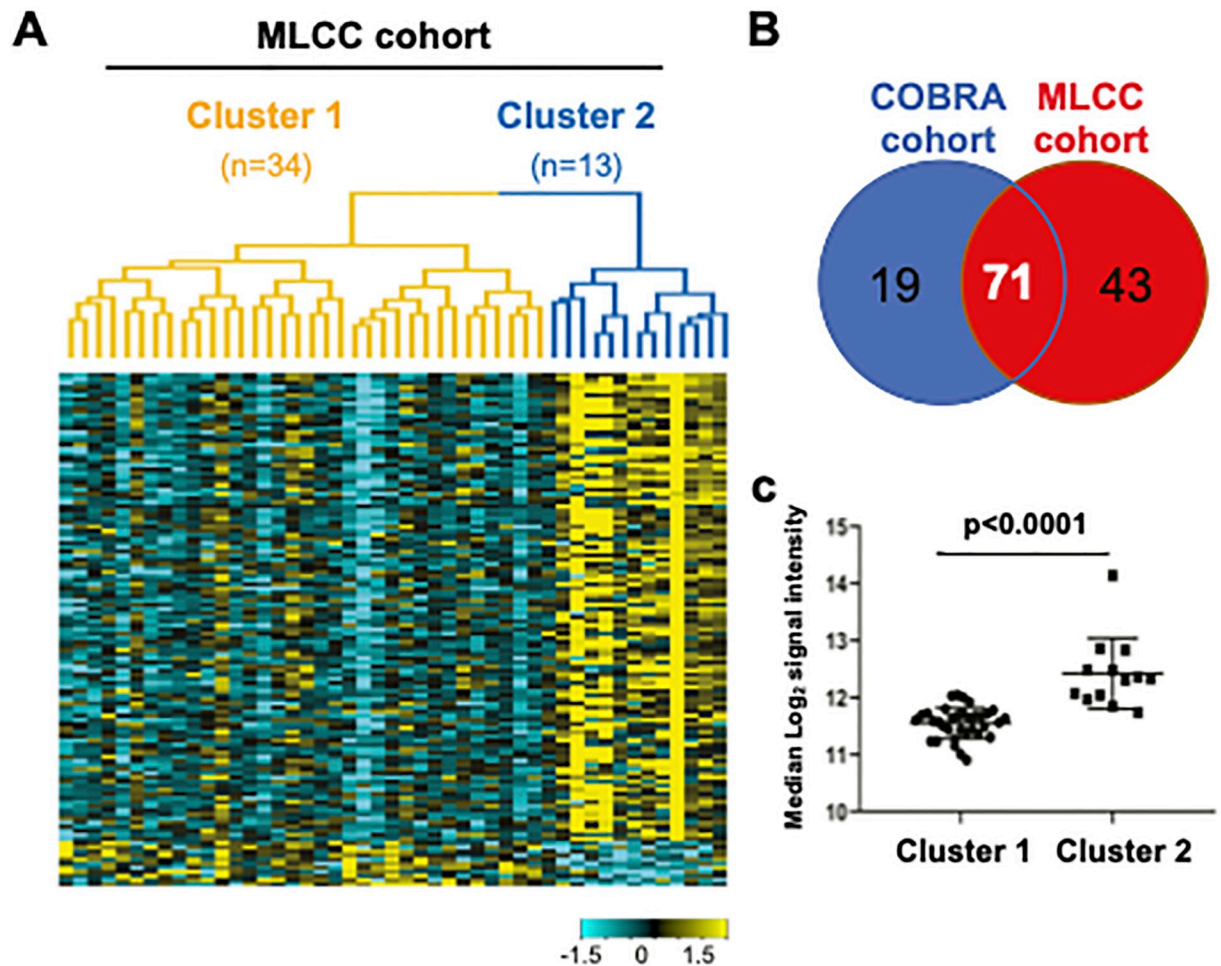 A
MLCC cohort
Cluster 1
Cluster 2
(n=34)
(n=13)
-1.5 0 1.5
B
COBRA MLCC
cohort cohort
19 71 43
C
p<0.0001
Median Log₂ signal intensity
15
14
13
12
11
10
Cluster 1 Cluster 2